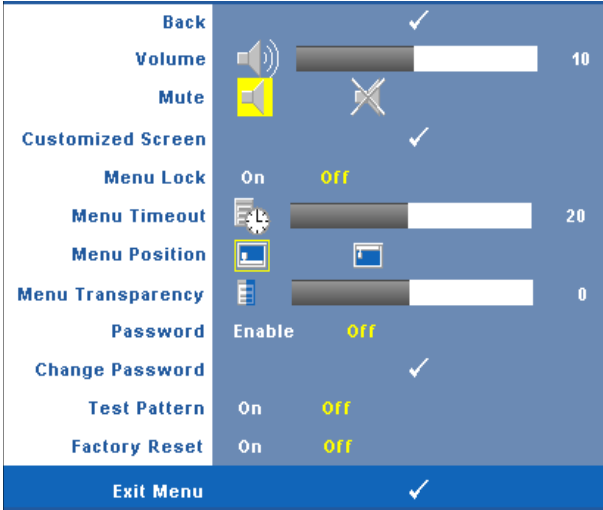 Back
Volume 10
Mute
Customized Screen
Menu Lock On Off
Menu Timeout 20
Menu Position
Menu Transparency 0
Password Enable Off
Change Password
Test Pattern On Off
Factory Reset On Off
Exit Menu